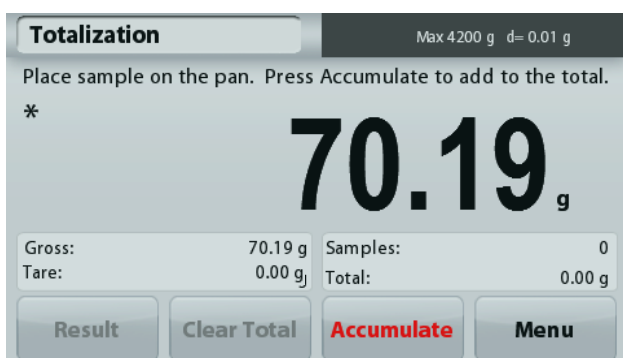 Totalization Max 4200 g d= 0.01 g
Place sample on the pan. Press Accumulate to add to the total.
*
70.19 g
Gross: 70.19 g Samples: 0
Tare: 0.00 g Total: 0.00 g
Result Clear Total Accumulate Menu